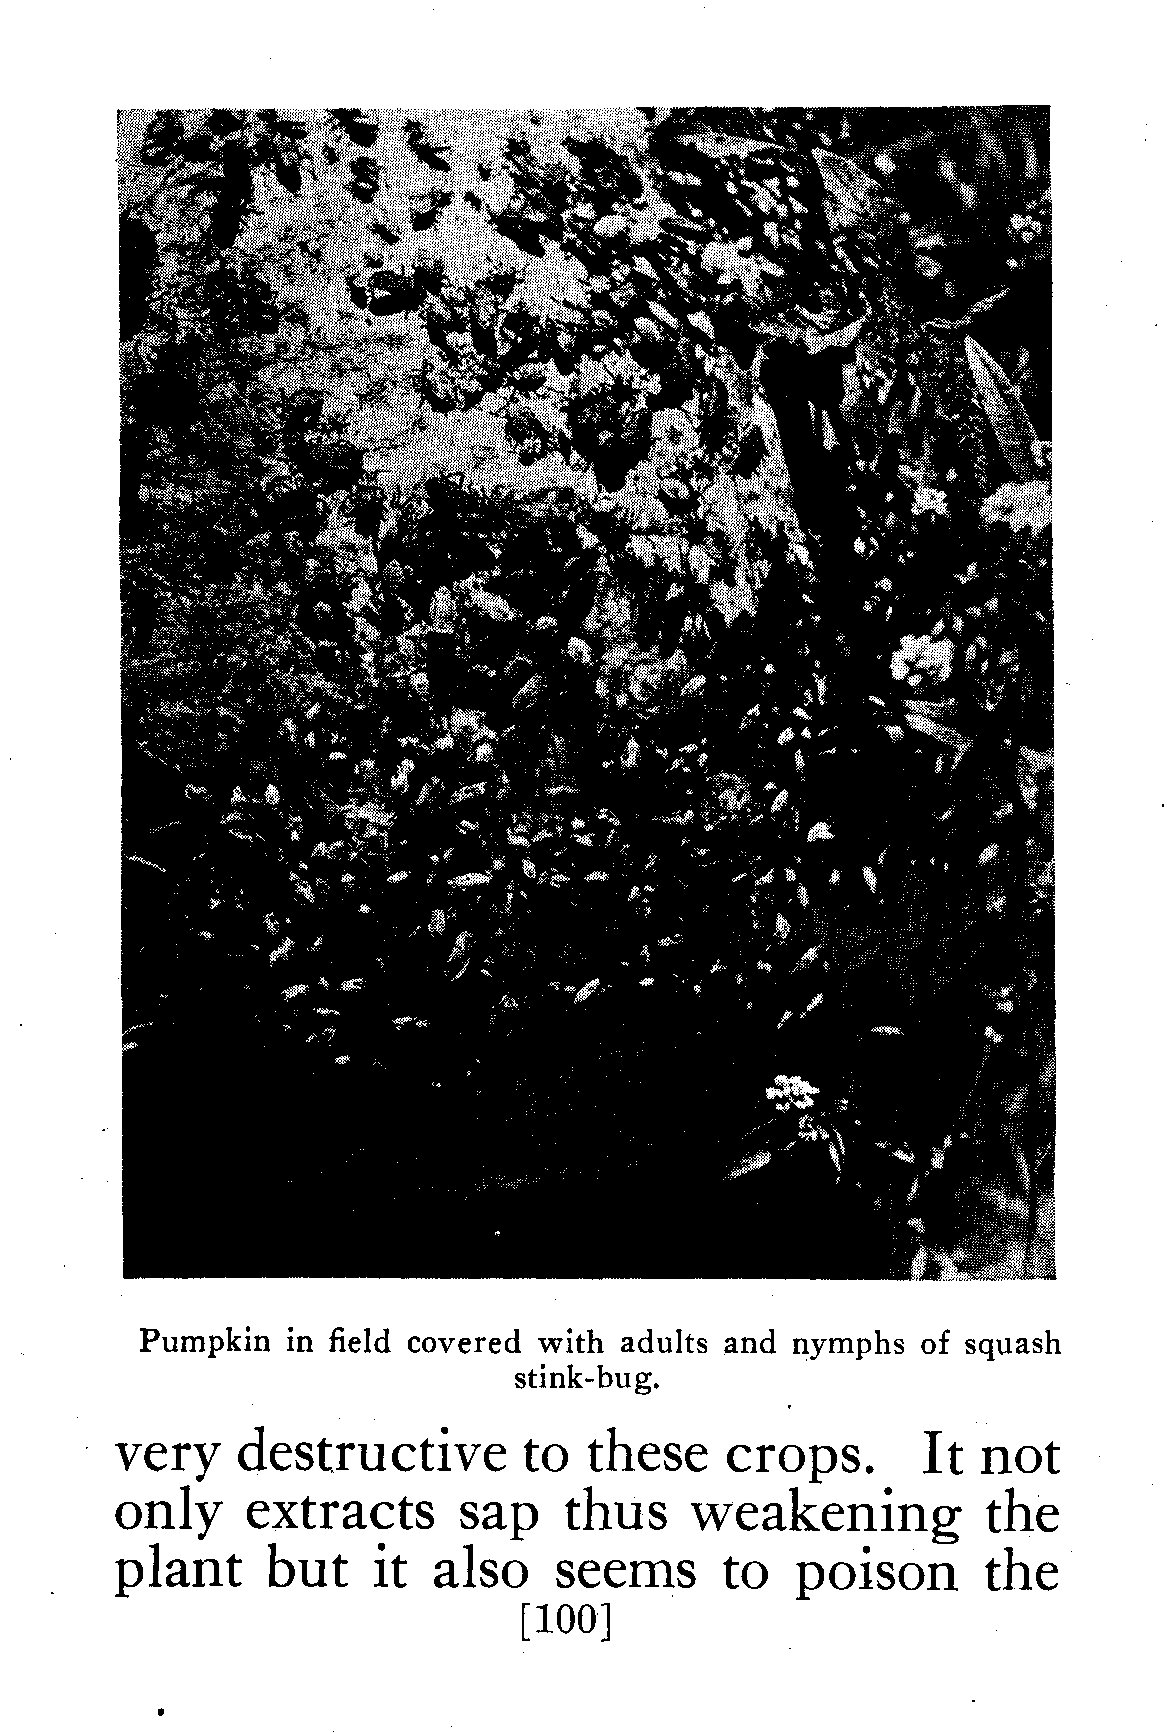 Pumpkin in field covered with adults and nymphs of squash
stink-bug.
very destructive to these crops. It not
only extracts sap thus weakening the
plant but it also seems to poison the
[100]